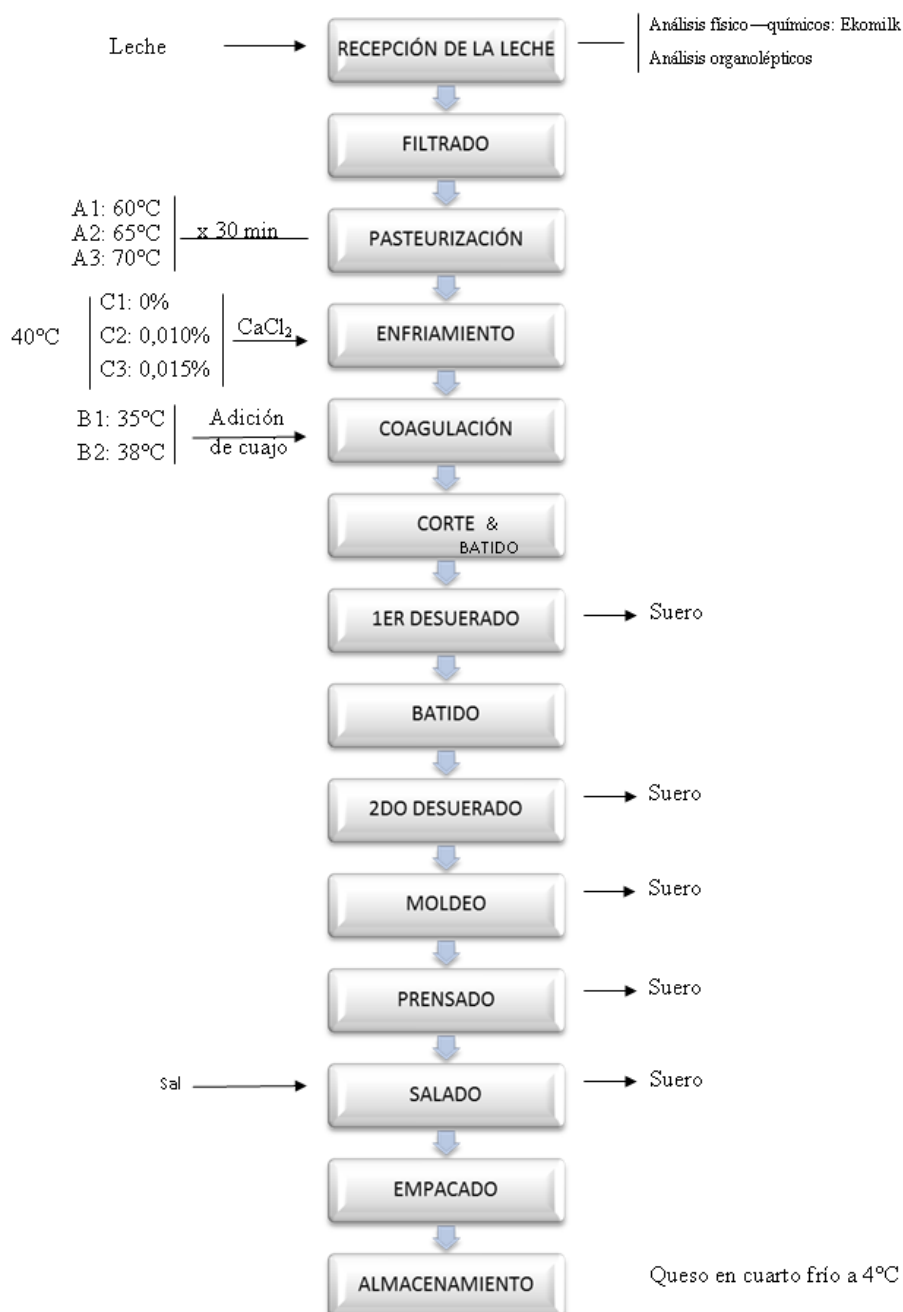 Leche
RECEPCIÓN DE LA LECHE
Análisis físico—químicos: Ekomilk
Análisis organolépticos
FILTRADO
A1: 60°C
A2: 65°C
A3: 70°C
x 30 min
PASTEURIZACIÓN
40°C
C1: 0%
C2: 0,010%
C3: 0,015%
CaCl₂
ENFRIAMIENTO
B1: 35°C
B2: 38°C
Adición
de cuajo
COAGULACIÓN
CORTE &
BATIDO
1ER DESUERADO
Suero
BATIDO
2DO DESUERADO
Suero
MOLDEO
Suero
PRENSADO
Suero
Sal
SALADO
Suero
EMPACADO
ALMACENAMIENTO
Queso en cuarto frío a 4°C